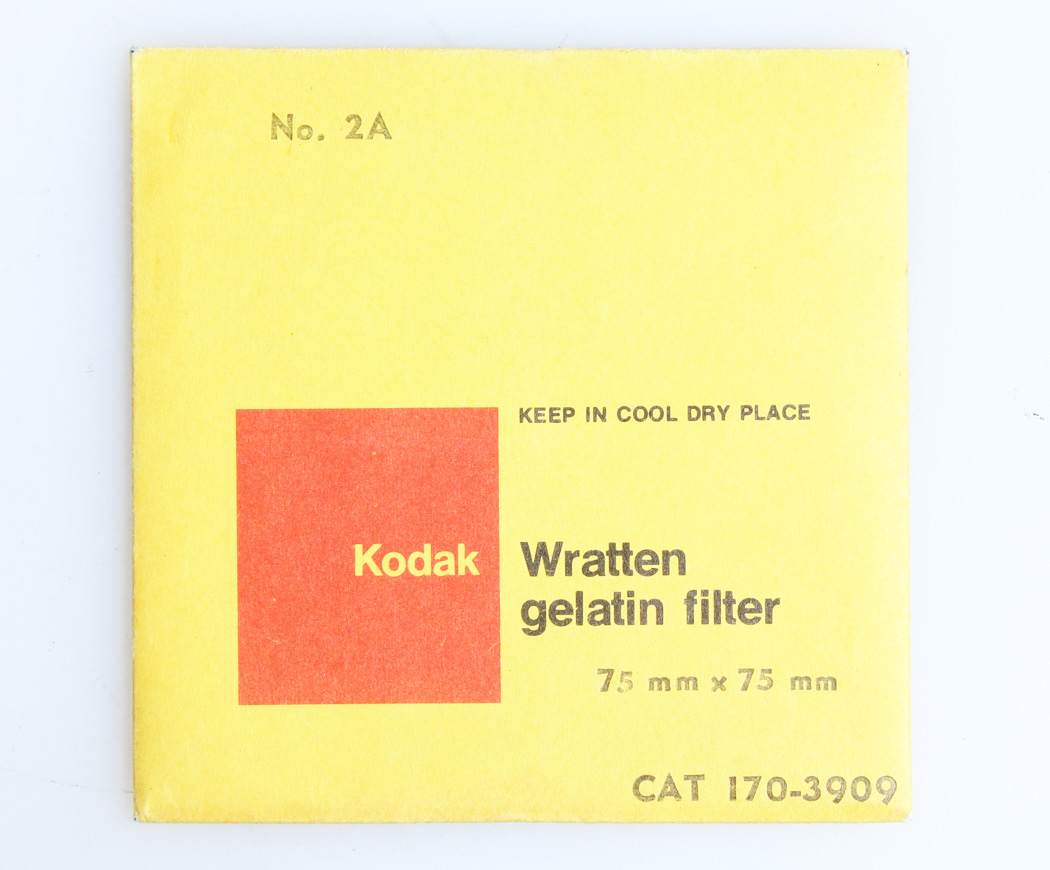 No. 2A
KEEP IN COOL DRY PLACE
Kodak
Wratten
gelatin filter
75 mm x 75 mm
CAT 170-3909